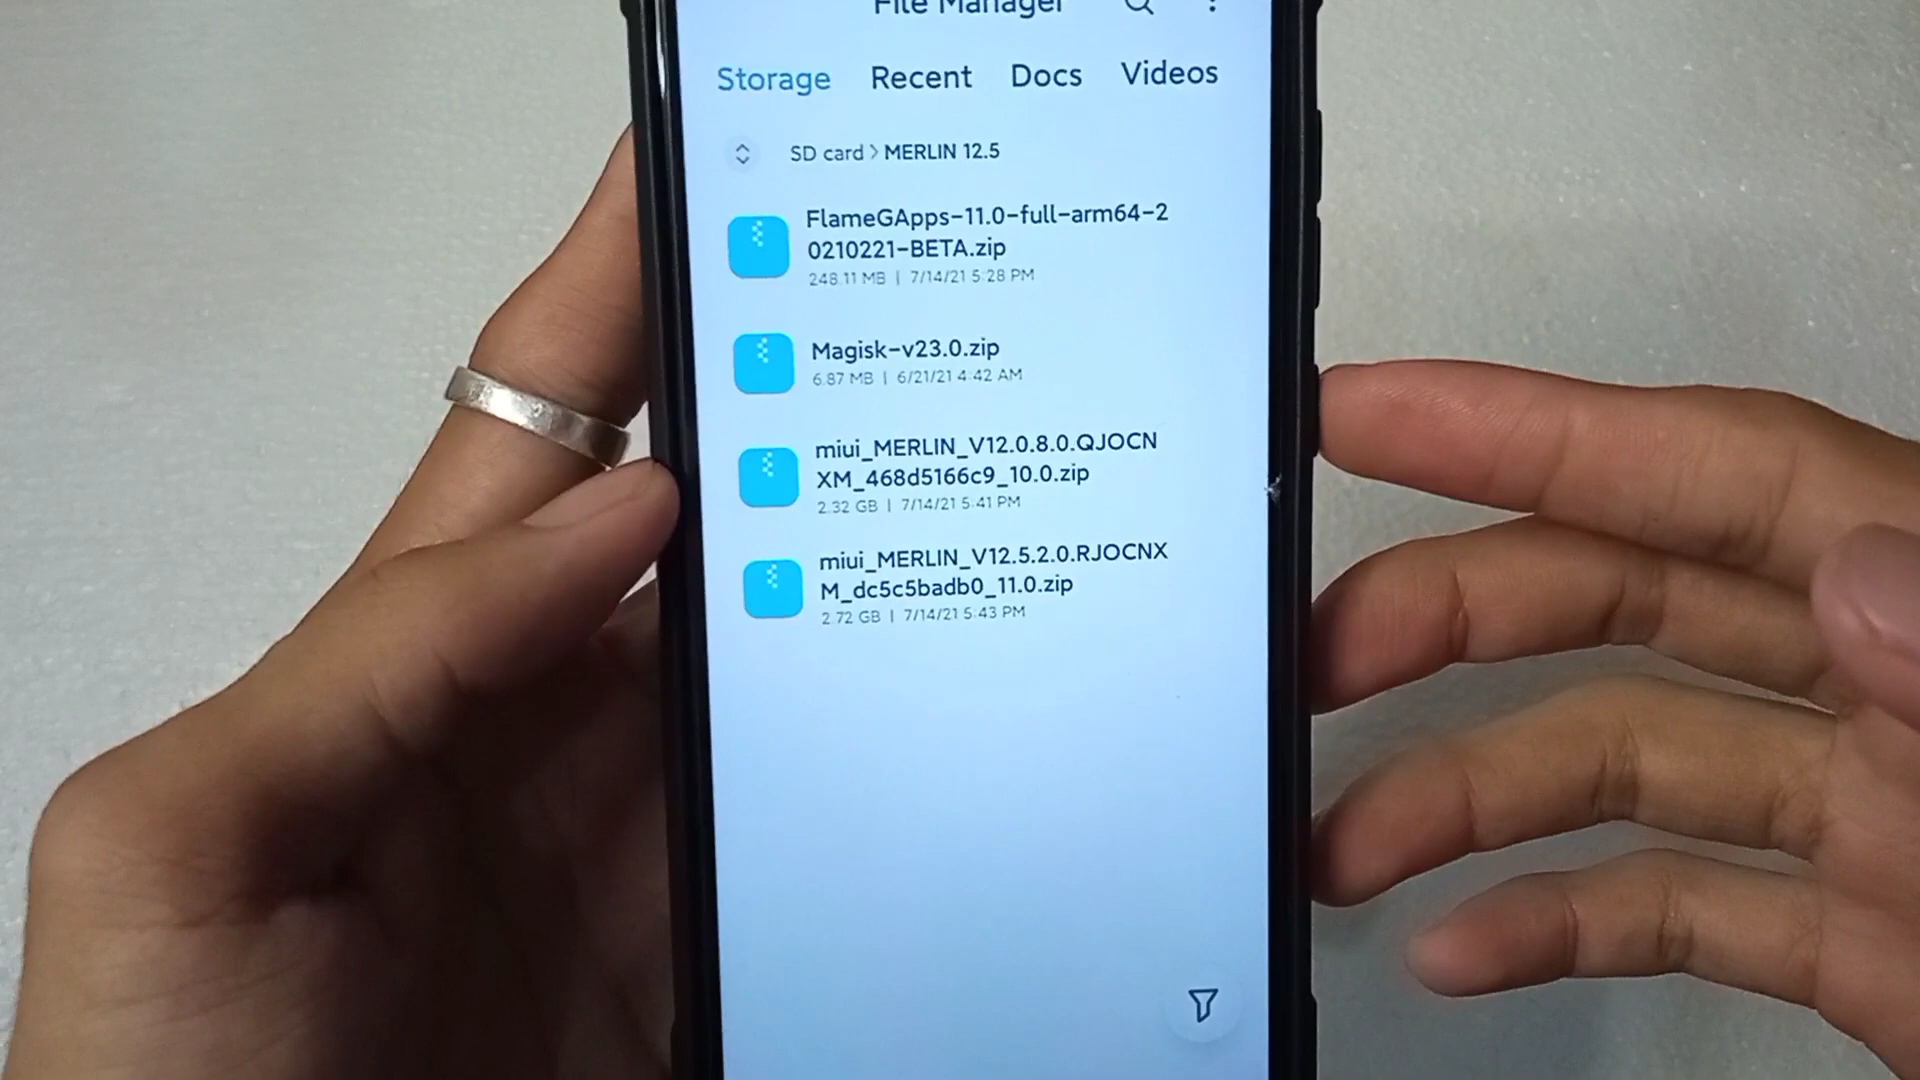 File Manager
Storage Recent Docs Videos
SD card > MERLIN 12.5
FlameGApps-11.0-full-arm64-2
0210221-BETA.zip
248.11 MB | 7/14/21 5:28 PM
Magisk-v23.0.zip
6.87 MB | 6/21/21 4:42 AM
miui_MERLIN_V12.0.8.0.QJOCN
XM_468d5166c9_10.0.zip
2.32 GB | 7/14/21 5:41 PM
miui_MERLIN_V12.5.2.0.RJOCNX
M_dc5c5badb0_11.0.zip
2.72 GB | 7/14/21 5:43 PM